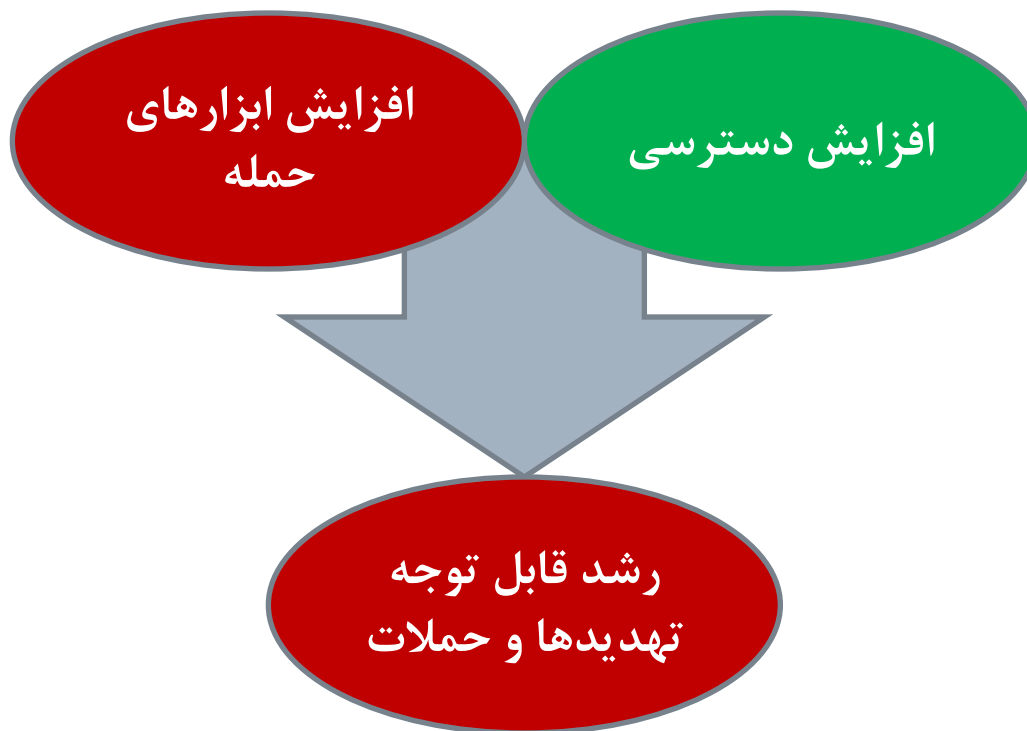 افزایش دسترسی
افزایش ابزارهای
حمله
رشد قابل توجه
تهدیدها و حملات